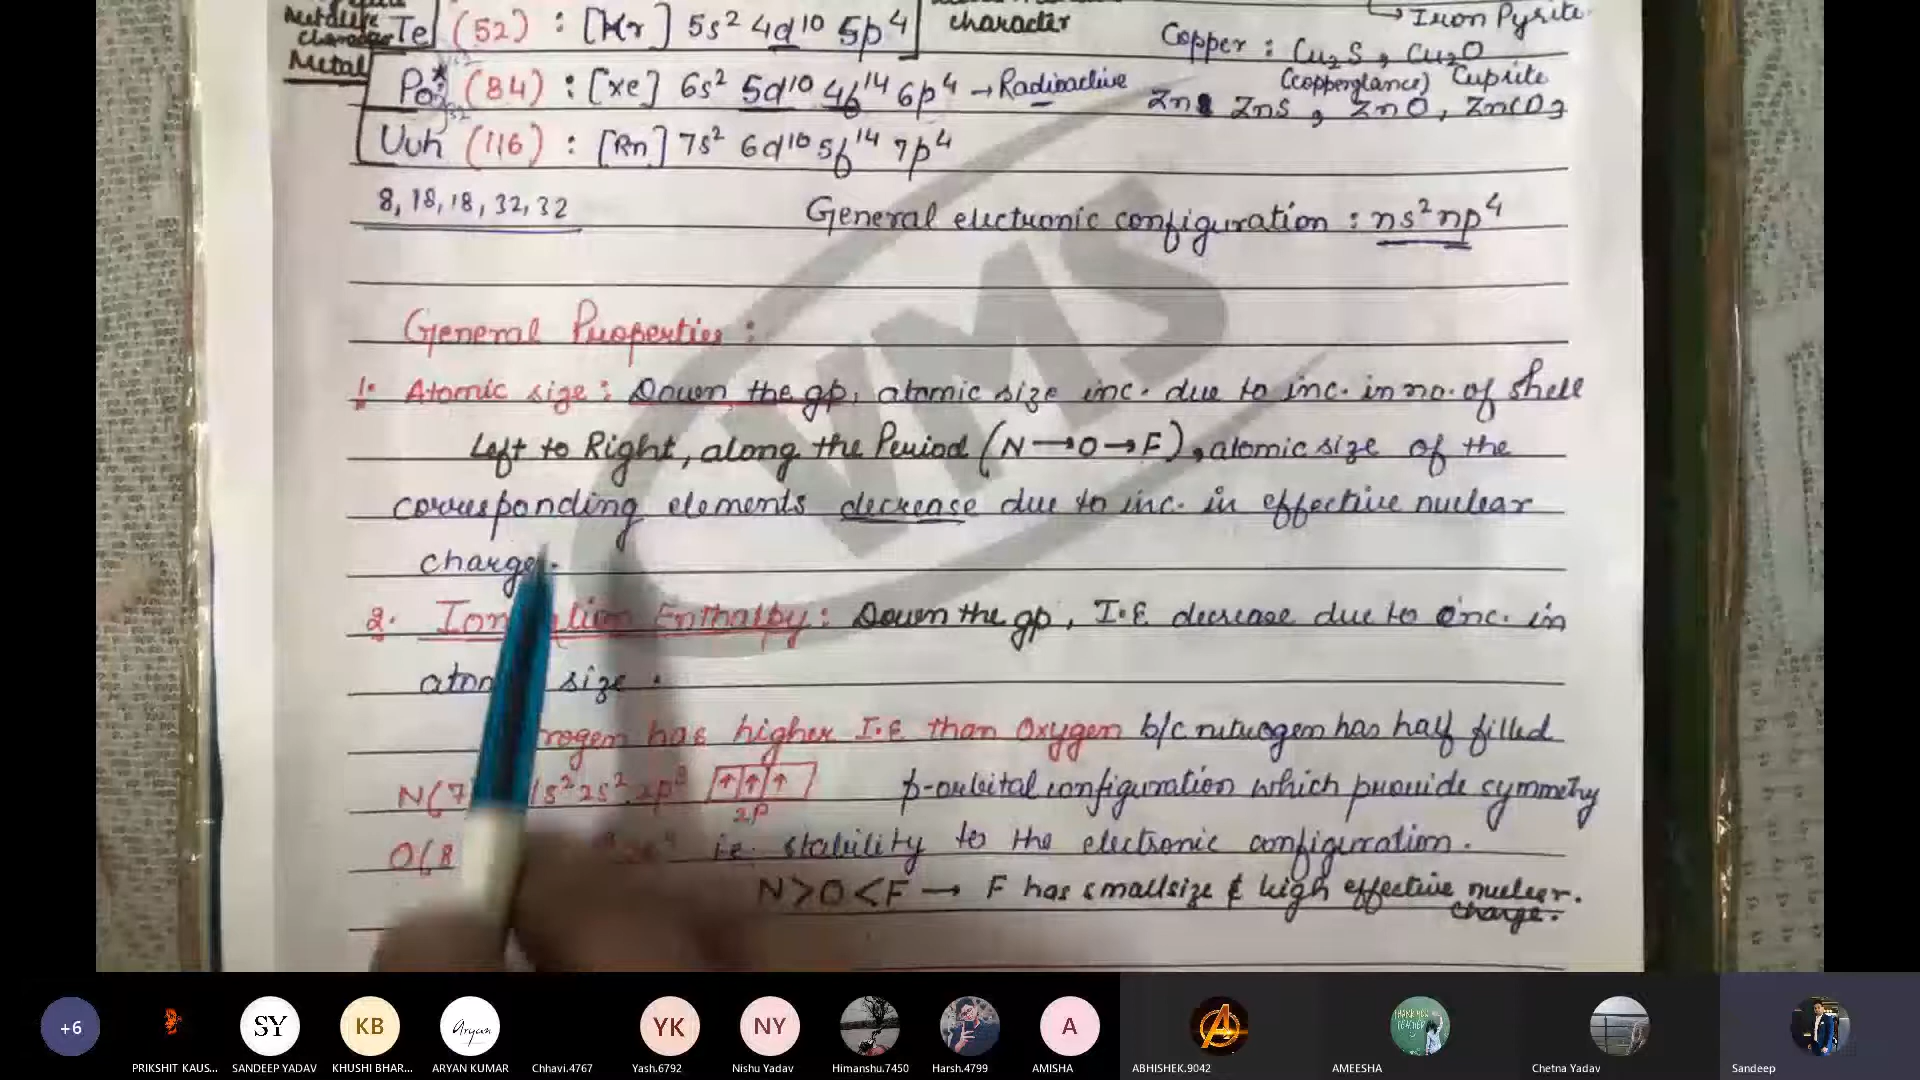 Metallic character
Te (52) : [Kr] 5s² 4d¹⁰ 5p⁴
character
Iron Pyrite
Metal
Copper : Cu₂S , Cu₂O
(copperglance) Cuprite
Po* (84) : [xe] 6s² 5d¹⁰ 4f¹⁴ 6p⁴ → Radioactive
Zn ZnS , ZnO , ZnCO₃
Uuh (116) : [Rn] 7s² 6d¹⁰ 5f¹⁴ 7p⁴
8, 18, 18, 32, 32
General electronic configuration : ns² np⁴
VMS
General Properties :
1. Atomic size : Down the gp, atomic size inc. due to inc. in no. of shell
Left to Right, along the Period (N→O→F), atomic size of the
corresponding elements decrease due to inc. in effective nuclear
charge.
2. Enthalpy : Down the gp, I.E decrease due to inc. in
size .
has higher I.E than Oxygen b/c nitrogen has half filled
N(7 1s² 2s² 2p³ ↑ ↑ ↑ p-orbital configuration which provide symmetry
2p
O(8 i.e. stability to the electronic configuration.
N>O<F → F has small size & high effective nuclear.
charge.
+6
PRIKSHIT KAUS...
SY
SANDEEP YADAV
KB
KHUSHI BHAR...
Aryan
ARYAN KUMAR
Chhavi.4767
YK
Yash.6792
NY
Nishu Yadav
Himanshu.7450
Harsh.4799
A
AMISHA
ABHISHEK.9042
AMEESHA
Chetna Yadav
Sandeep